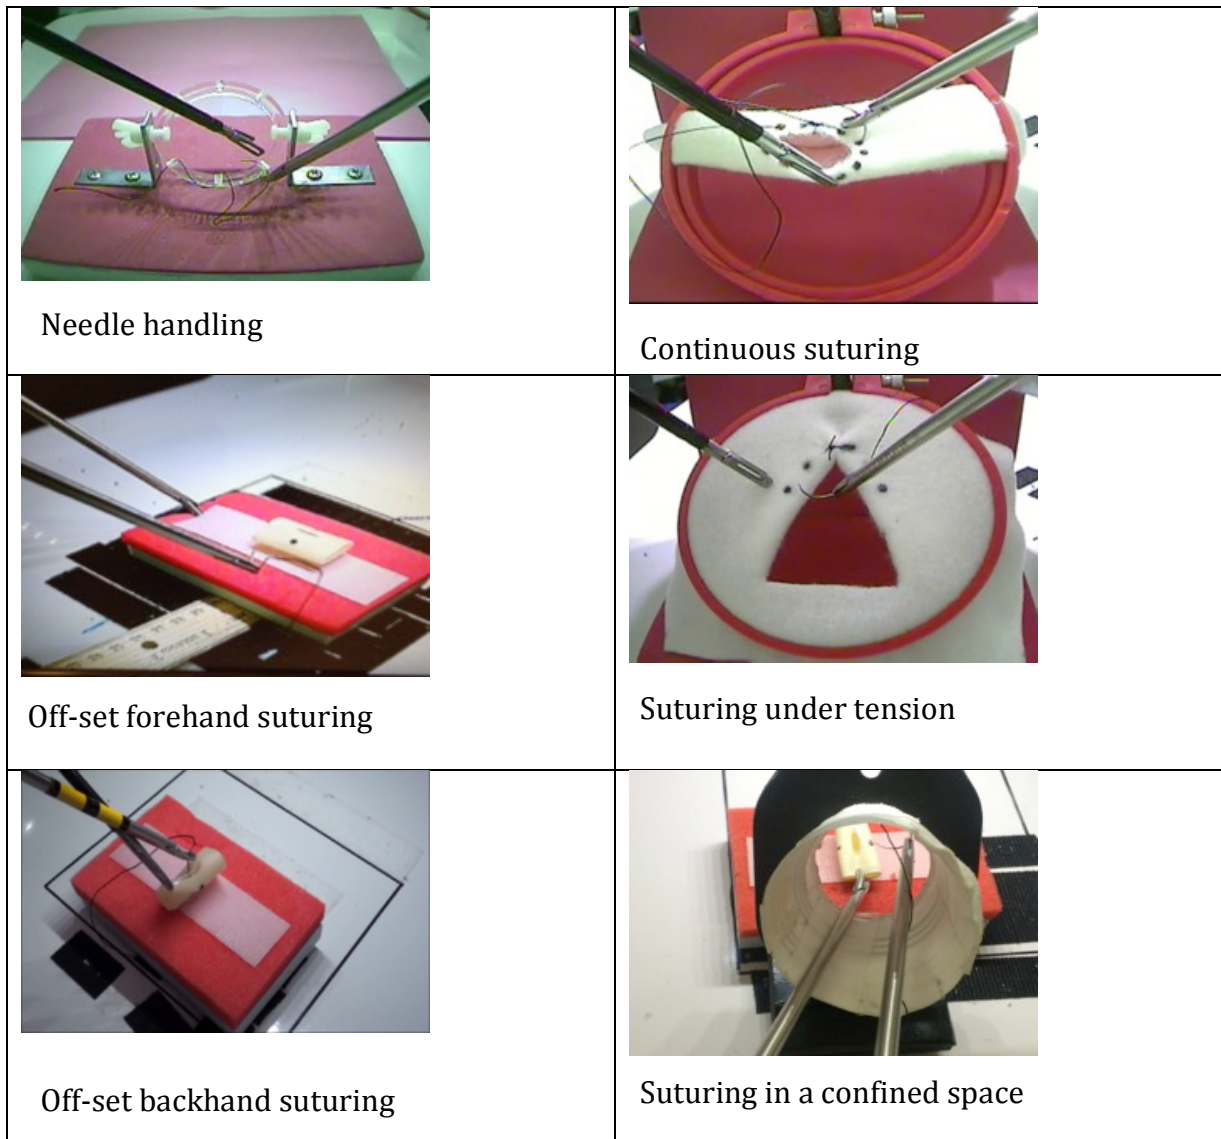 Needle handling
Continuous suturing
Off-set forehand suturing
Suturing under tension
Off-set backhand suturing
Suturing in a confined space